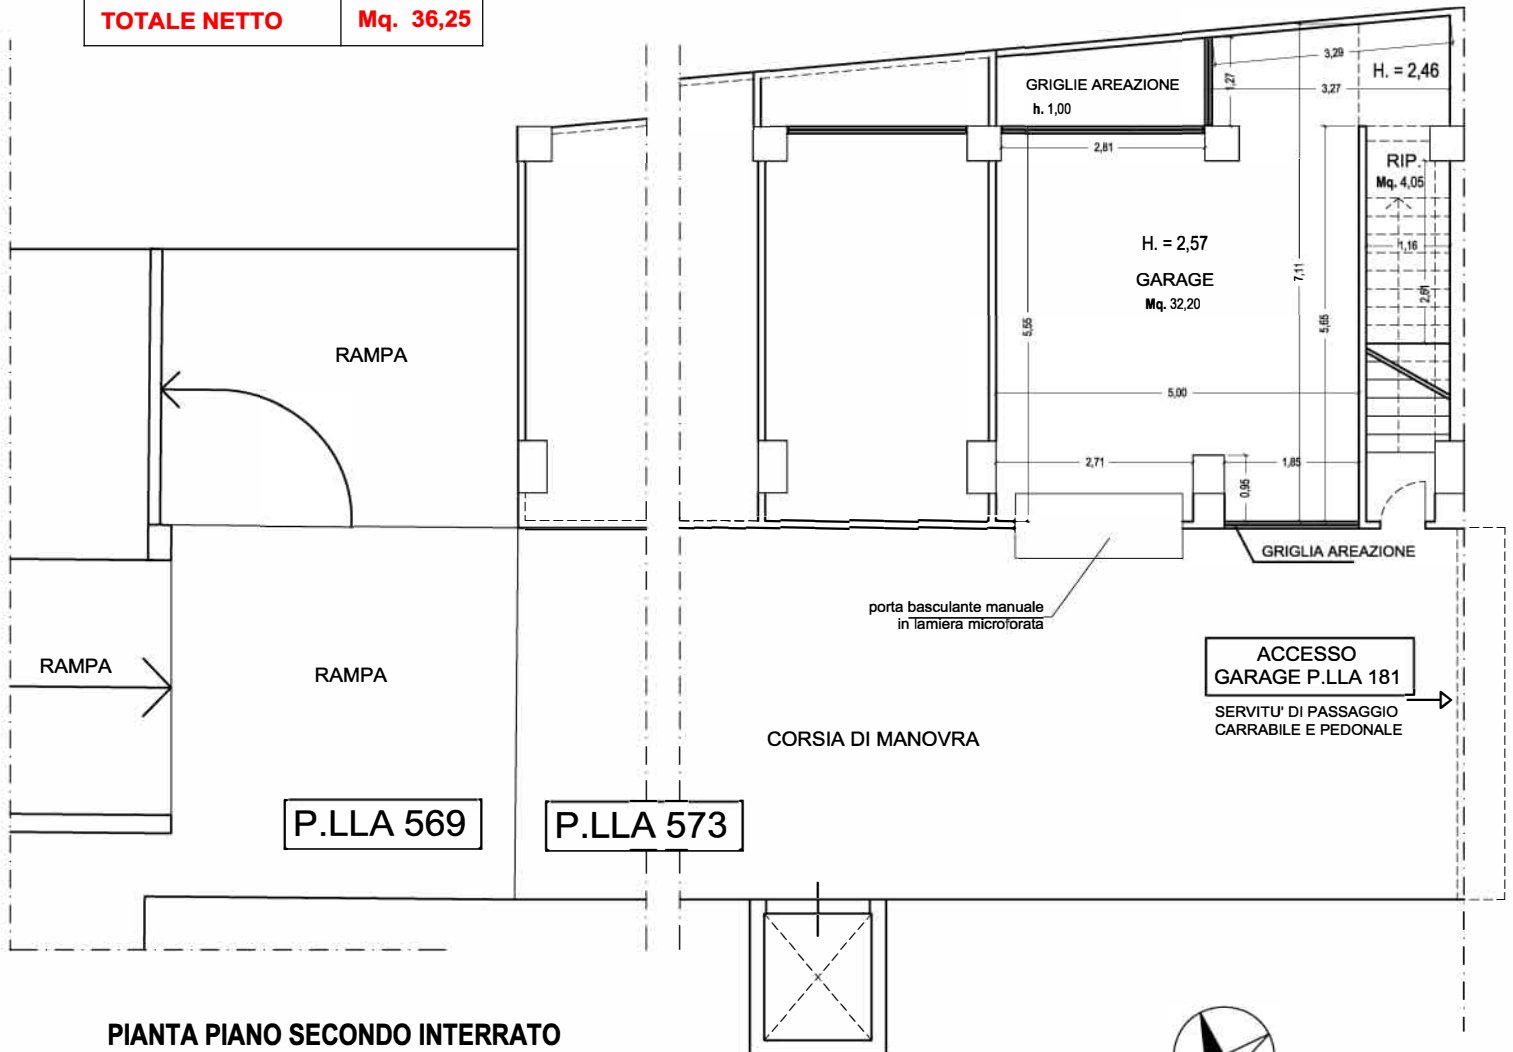 TOTALE NETTO Mq. 36,25
GRIGLIE AREAZIONE
h. 1,00
1,27
3,29
3,27
H. = 2,46
2,81
RIP.
Mq. 4,05
1,16
2,61
H. = 2,57
GARAGE
Mq. 32,20
7,11
5,55
5,65
5,00
2,71
1,85
0,95
RAMPA
GRIGLIA AREAZIONE
porta basculante manuale
in lamiera microforata
RAMPA
RAMPA
ACCESSO
GARAGE P.LLA 181
SERVITU' DI PASSAGGIO
CARRABILE E PEDONALE
CORSIA DI MANOVRA
P.LLA 569
P.LLA 573
PIANTA PIANO SECONDO INTERRATO